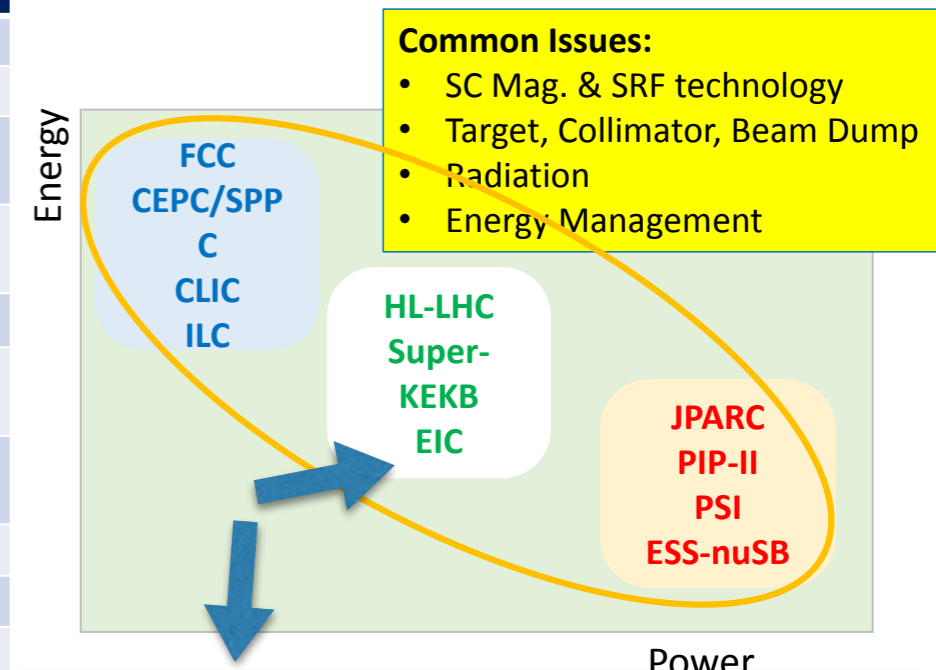 Common Issues:
• SC Mag. & SRF technology
• Target, Collimator, Beam Dump
• Radiation
• Energy Management
Energy
FCC
CEPC/SPP
C
CLIC
ILC
HL-LHC
Super-
KEKB
EIC
JPARC
PIP-II
PSI
ESS-nuSB
Power